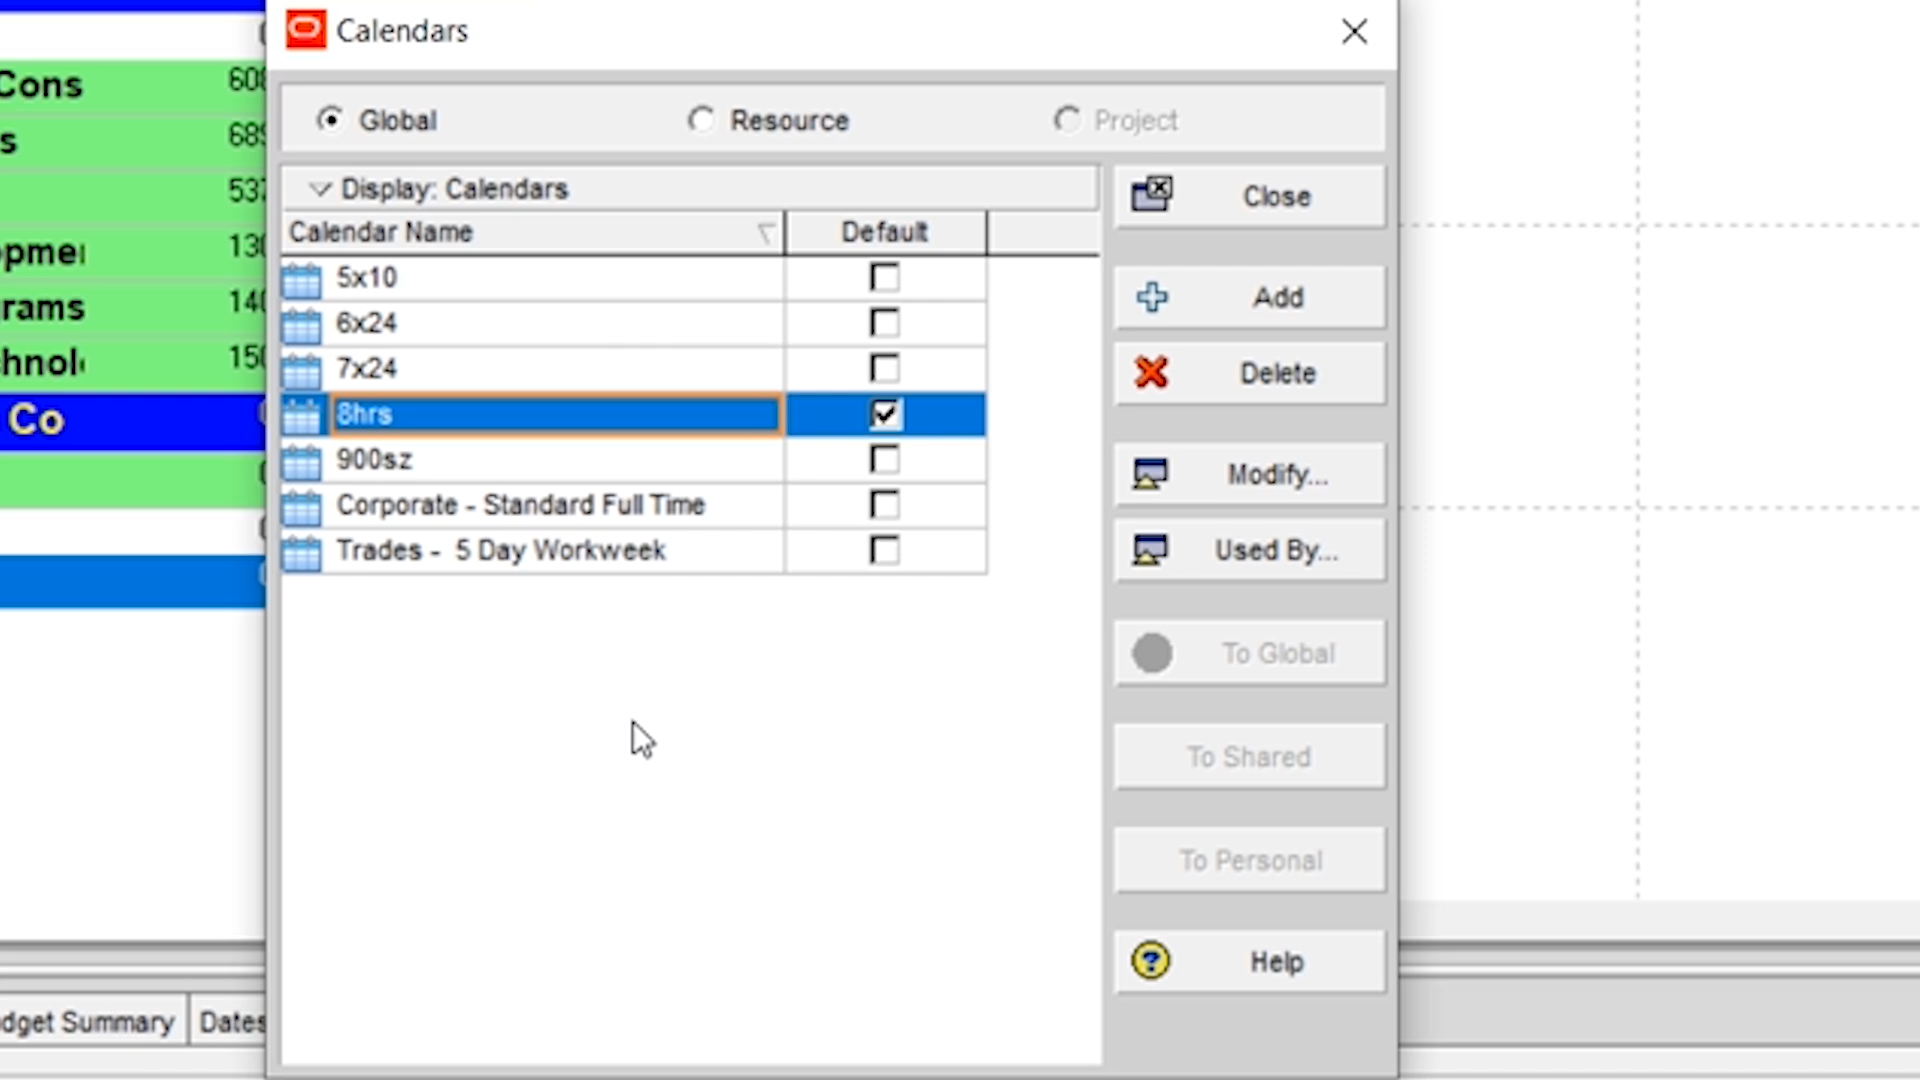 Calendars
Global
Resource
Project
Display: Calendars
Calendar Name
Default
5x10
6x24
7x24
8hrs
900sz
Corporate - Standard Full Time
Trades - 5 Day Workweek
Close
Add
Delete
Modify...
Used By...
To Global
To Shared
To Personal
Help
Cons
s
rams
Co
Summary
Dates